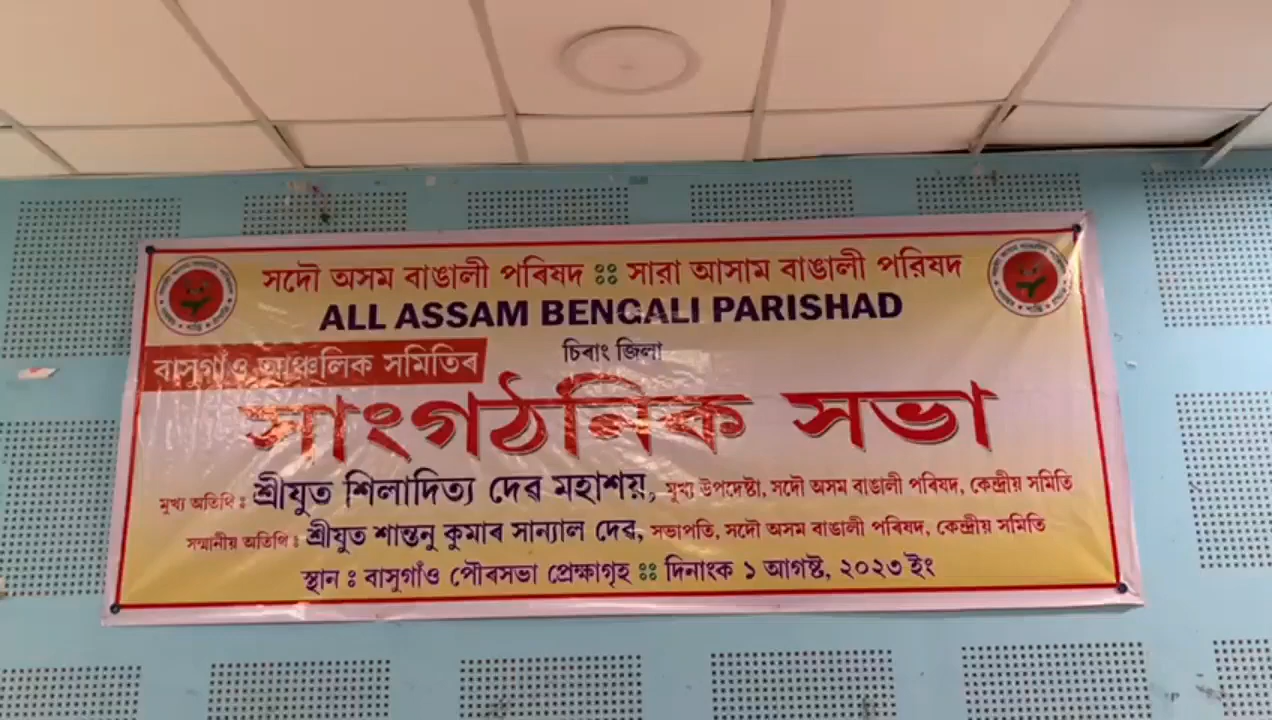 সদৌ অসম বাঙালী পৰিষদ ঃঃ সারা আসাম বাঙালী পরিষদ
ALL ASSAM BENGALI PARISHAD
চিৰাং জিলা
বাসুগাঁও আঞ্চলিক সমিতিৰ
সাংগঠনিক সভা
মুখ্য অতিথি ঃ শ্ৰীযুত শিলাদিত্য দেৱ মহাশয়, মুখ্য উপদেষ্টা, সদৌ অসম বাঙালী পৰিষদ, কেন্দ্ৰীয় সমিতি
সন্মানীয় অতিথি ঃ শ্ৰীযুত শান্তনু কুমাৰ সান্যাল দেৱ, সভাপতি, সদৌ অসম বাঙালী পৰিষদ, কেন্দ্ৰীয় সমিতি
স্থান ঃ বাসুগাঁও পৌৰসভা প্ৰেক্ষাগৃহ ঃঃ দিনাংক ১ আগষ্ট, ২০২৩ ইং